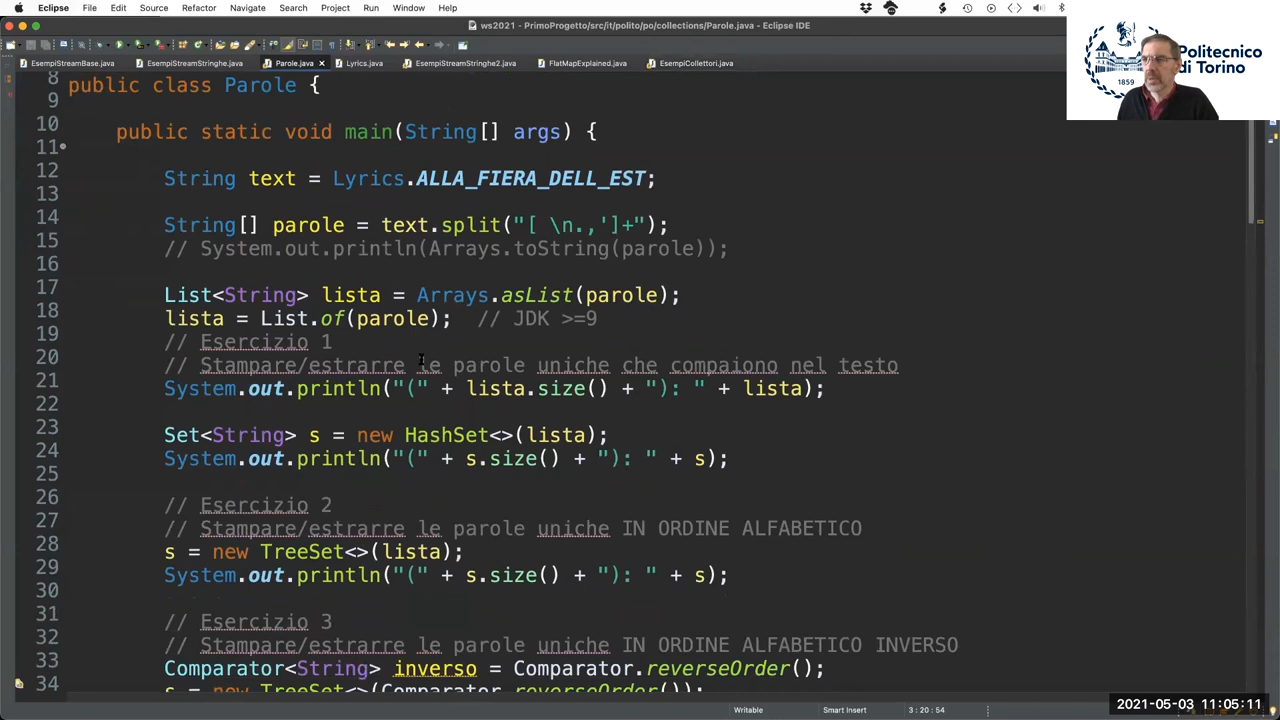 Eclipse File Edit Source Refactor Navigate Search Project Run Window Help
ws2021 - PrimoProgetto/src/it/polito/po/collections/Parole.java - Eclipse IDE
EsempiStreamBase.java EsempiStreamStringhe.java Parole.java Lyrics.java EsempiStreamStringhe2.java FlatMapExplained.java EsempiCollettori.java
Politecnico
di Torino
1859
8 public class Parole {
9
10 public static void main(String[] args) {
11
12 String text = Lyrics.ALLA_FIERA_DELL_EST;
13
14 String[] parole = text.split("[ \n.,']+");
15 // System.out.println(Arrays.toString(parole));
16
17 List<String> lista = Arrays.asList(parole);
18 lista = List.of(parole); // JDK >=9
19 // Esercizio 1
20 // Stampare/estrarre le parole uniche che compaiono nel testo
21 System.out.println("(" + lista.size() + "): " + lista);
22
23 Set<String> s = new HashSet<>(lista);
24 System.out.println("(" + s.size() + "): " + s);
25
26 // Esercizio 2
27 // Stampare/estrarre le parole uniche IN ORDINE ALFABETICO
28 s = new TreeSet<>(lista);
29 System.out.println("(" + s.size() + "): " + s);
30
31 // Esercizio 3
32 // Stampare/estrarre le parole uniche IN ORDINE ALFABETICO INVERSO
33 Comparator<String> inverso = Comparator.reverseOrder();
34 s = new TreeSet<>(Comparator.reverseOrder());
Writable Smart Insert 3 : 20 : 54
2021-05-03 11:05:11